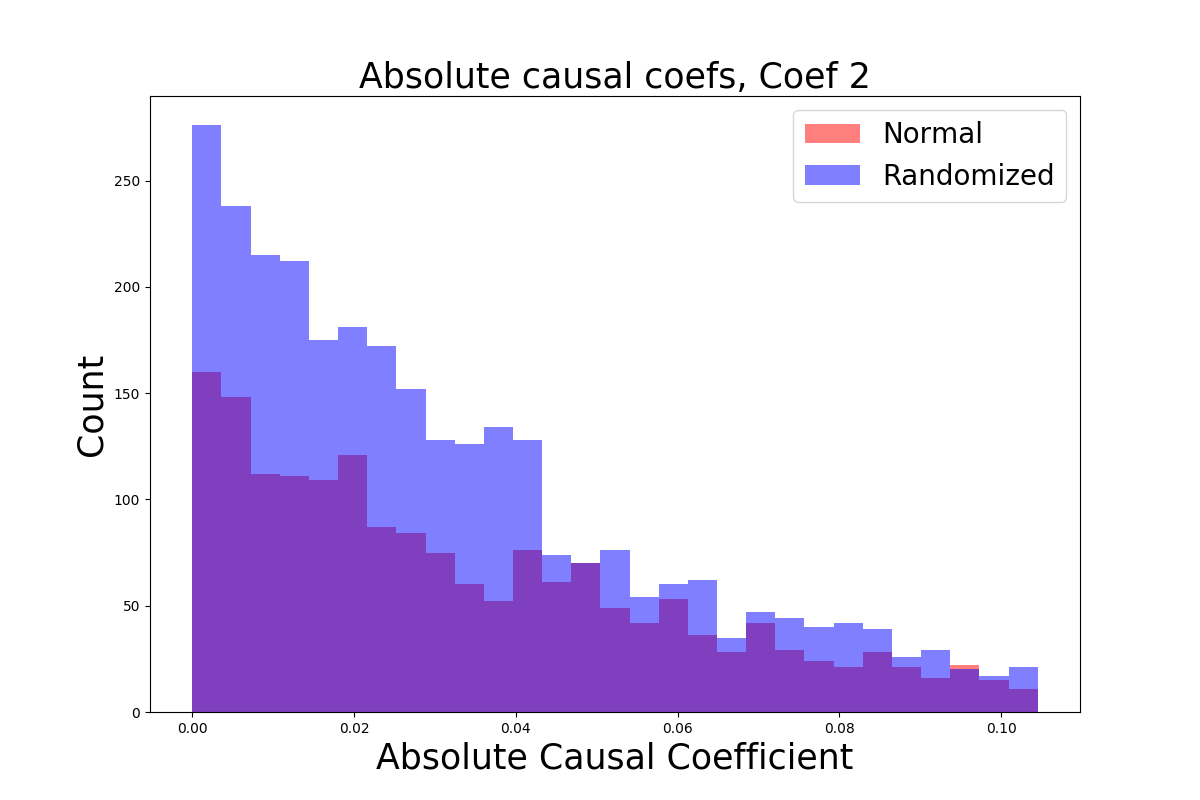 Absolute causal coefs, Coef 2
Normal
Randomized
Count
250
200
150
100
50
0
0.00 0.02 0.04 0.06 0.08 0.10
Absolute Causal Coefficient